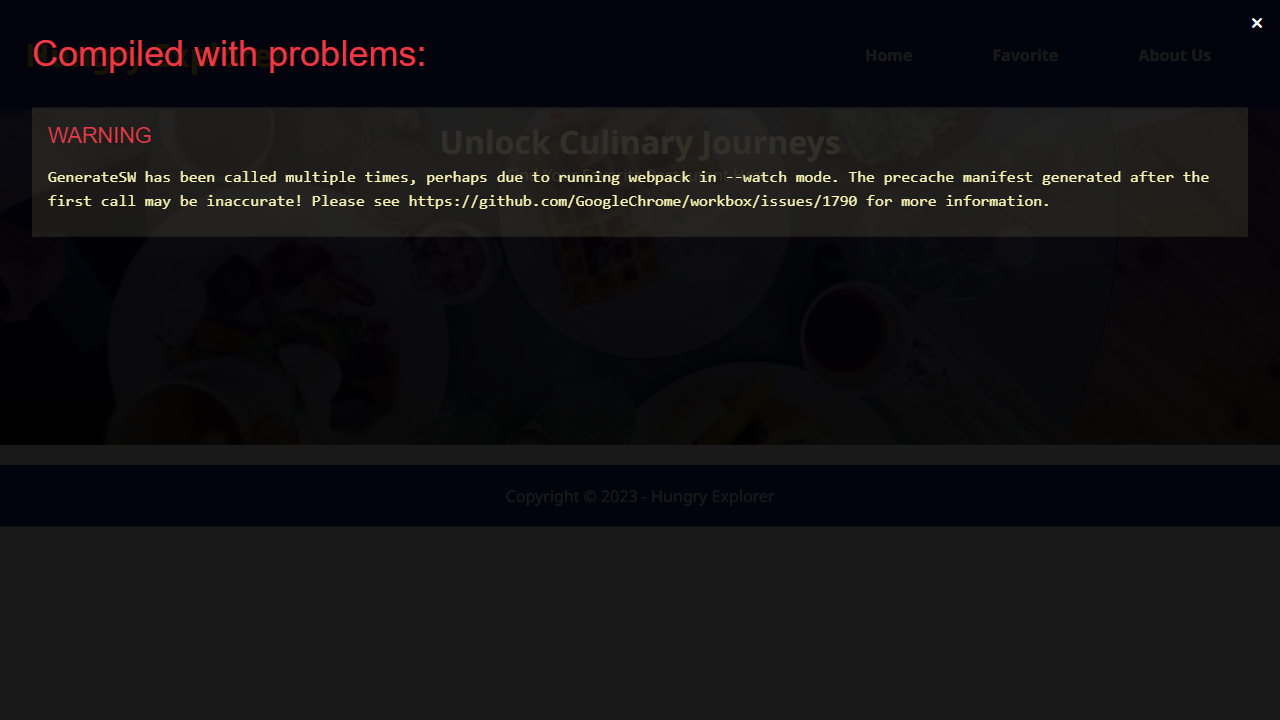 ×
Compiled with problems:
Home Favorite About Us
WARNING
Unlock Culinary Journeys
GenerateSW has been called multiple times, perhaps due to running webpack in --watch mode. The precache manifest generated after the
first call may be inaccurate! Please see https://github.com/GoogleChrome/workbox/issues/1790 for more information.
Copyright © 2023 - Hungry Explorer